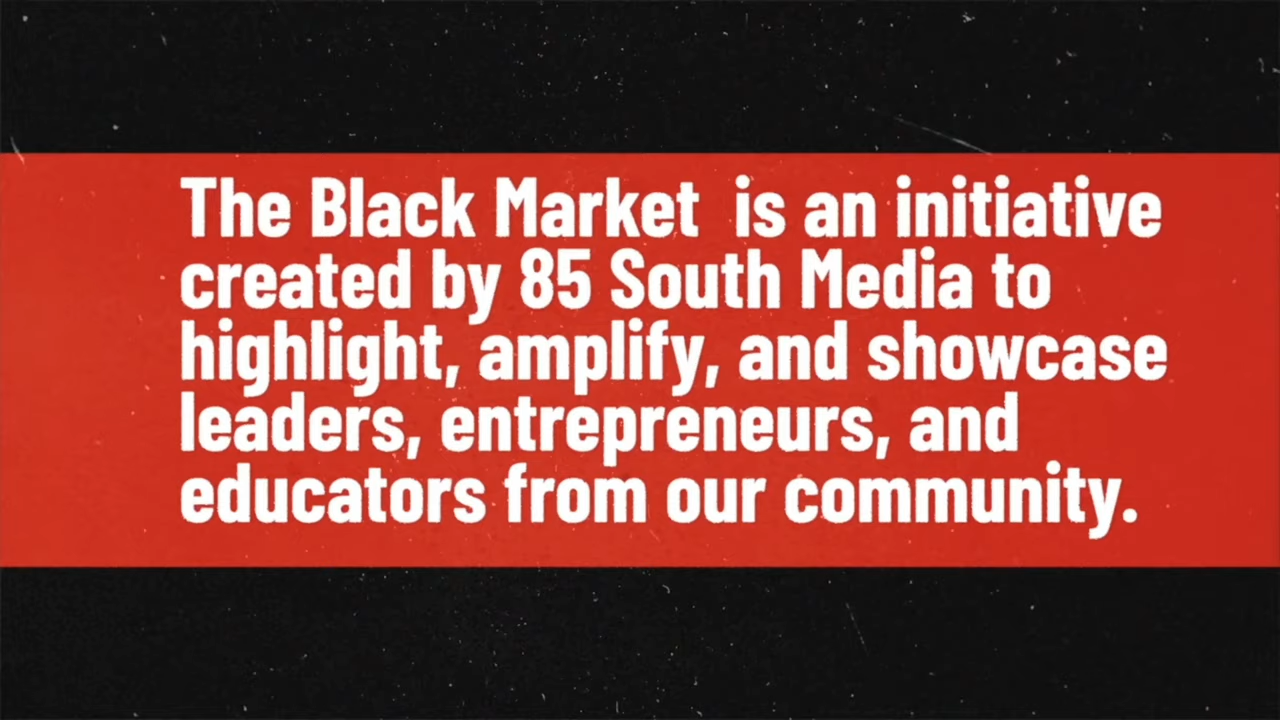 The Black Market  is an initiative
created by 85 South Media to
highlight, amplify, and showcase
leaders, entrepreneurs, and
educators from our community.